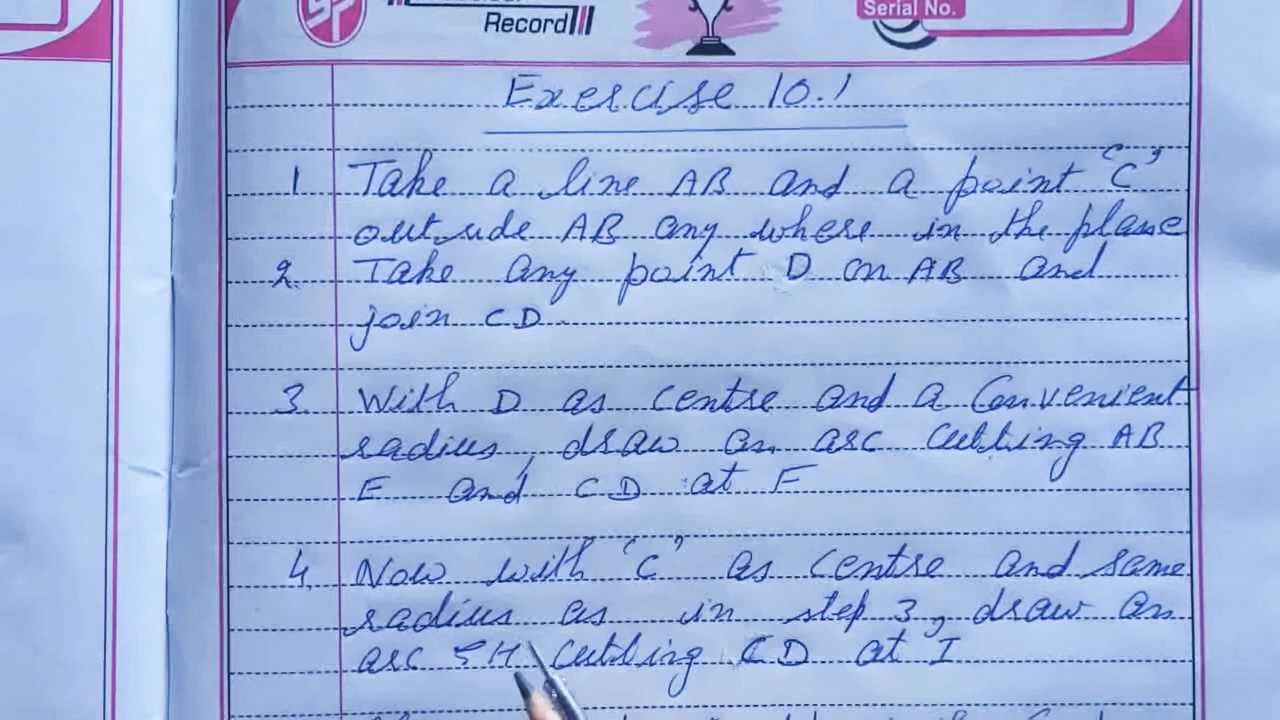 Record
Serial No.
Exercise 10.1
1 Take a line AB and a point 'C'
outside AB any where in the plane
2. Take any point D on AB and
join CD
3. With D as centre and a Convenient
radius, draw an arc cutting AB
E and CD at F
4. Now with 'C' as centre and same
radius as in step 3, draw an
arc GH cutting CD at I